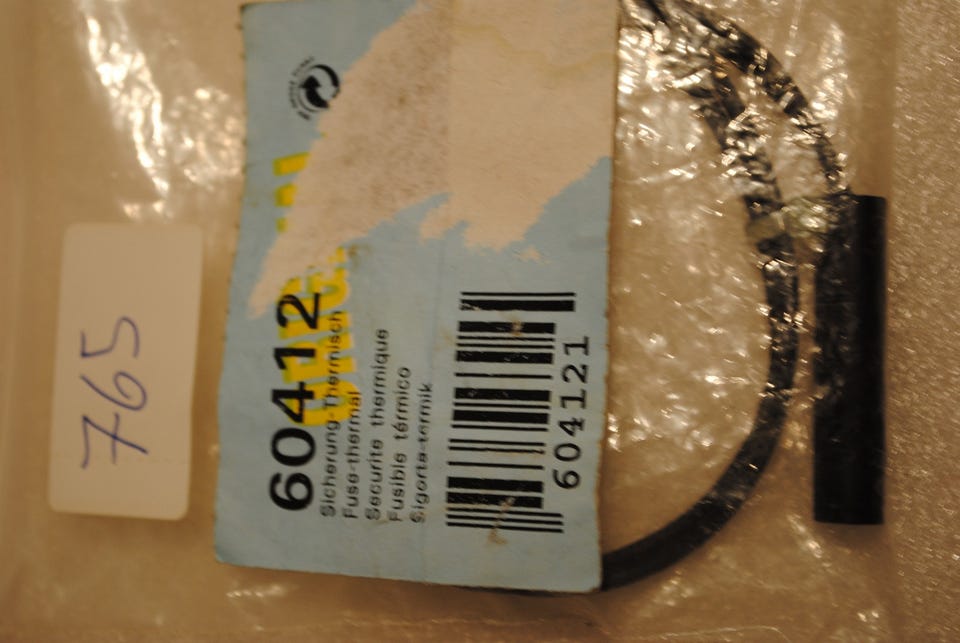 765
60412
Sicherung-Thermisch
Fuse-thermal
Securite thermique
Fusible térmico
Sigorta-termik
604121